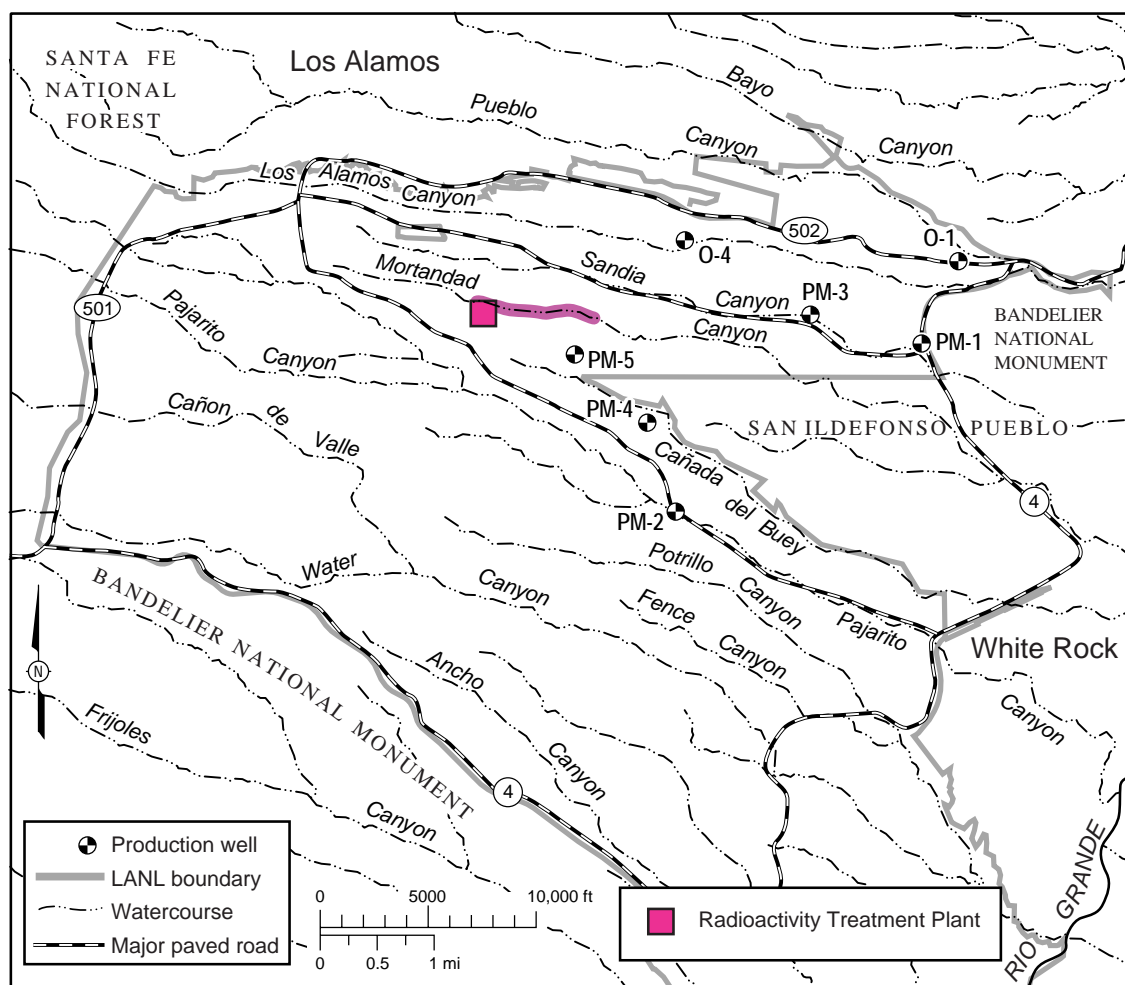 SANTA FE
NATIONAL
FOREST
Los Alamos
Bayo
Canyon
Pueblo
Canyon
Los Alamos
Canyon
502
O-1
O-4
Sandia
Canyon
PM-3
Mortandad
Canyon
PM-1
BANDELIER
NATIONAL
MONUMENT
501
Pajarito
Canyon
PM-5
PM-4
Cañon de Valle
SAN ILDEFONSO PUEBLO
Cañada del Buey
4
PM-2
Water
Canyon
Potrillo
Canyon
Fence
Canyon
Pajarito
Canyon
White Rock
BANDELIER NATIONAL MONUMENT
Ancho
Canyon
N
Frijoles
Canyon
4
RIO GRANDE
Production well
LANL boundary
Watercourse
Major paved road
0 5000 10,000 ft
0 0.5 1 mi
Radioactivity Treatment Plant